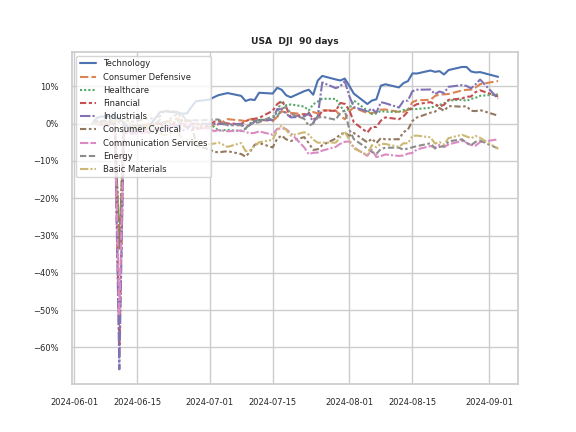 USA DJI 90 days
Technology
Consumer Defensive
Healthcare
Financial
Industrials
Consumer Cyclical
Communication Services
Energy
Basic Materials
10%
0%
−10%
−20%
−30%
−40%
−50%
−60%
2024-06-01
2024-06-15
2024-07-01
2024-07-15
2024-08-01
2024-08-15
2024-09-01